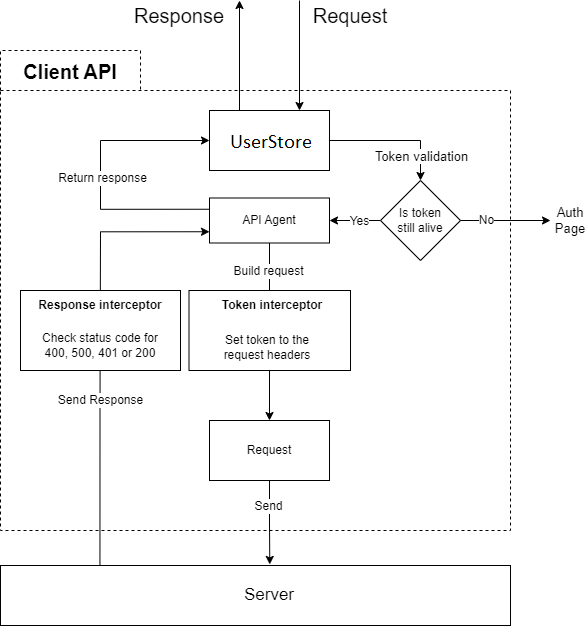 Response
Request
Client API
UserStore
Token validation
Return response
API Agent
Yes
Is token
still alive
No
Auth
Page
Build request
Response interceptor
Check status code for
400, 500, 401 or 200
Token interceptor
Set token to the
request headers
Send Response
Request
Send
Server